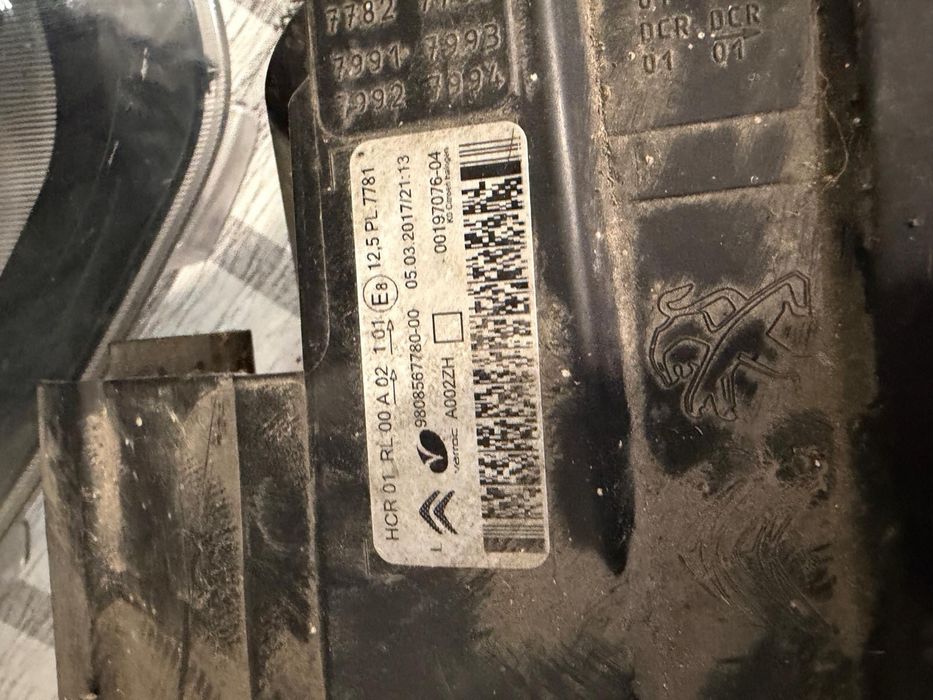 7782
7991 7993
7992 7994
DCR DCR
01 01
HCR 01 RL 00 A 02 1 01 E8 12,5 PL 7781
9808567780-00 05.03.2017/21:13
L A002ZH 00197076-04